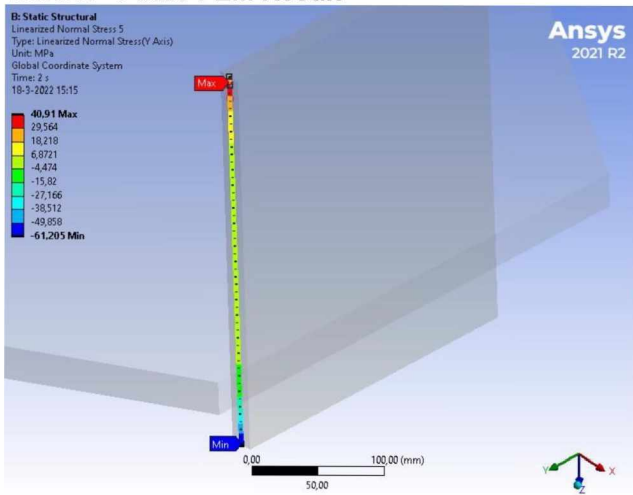 B: Static Structural
Linearized Normal Stress 5
Type: Linearized Normal Stress(Y Axis)
Unit: MPa
Global Coordinate System
Time: 2 s
18-3-2022 15:15
Ansys
2021 R2
Max
40,91 Max
29,564
18,218
6,8721
-4,474
-15,82
-27,166
-38,512
-49,858
-61,205 Min
Min
0,00
100,00 (mm)
50,00
Y
X
Z